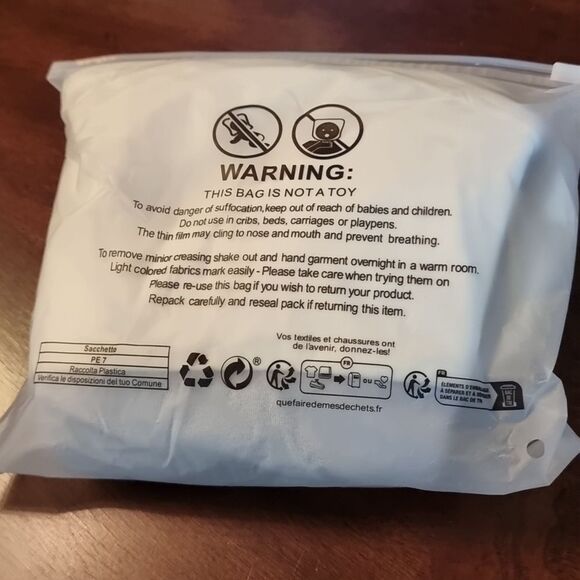 WARNING:
THIS BAG IS NOT A TOY
To avoid danger of suffocation,keep out of reach of babies and children.
Do not use in cribs, beds, carriages or playpens.
The thin film may cling to nose and mouth and prevent breathing.
To remove minior creasing shake out and hand garment overnight in a warm room.
Light colored fabrics mark easily - Please take care when trying them on
Please re-use this bag if you wish to return your product.
Repack carefully and reseal pack if returning this item.
Vos textiles et chaussures ont
de l'avenir, donnez-les!
Sacchetto
PE 7
Raccolta Plastica
Verifica le disposizioni del tuo Comune
®
FR
OU
quefairedemesdechets.fr
FR
ÉLÉMENTS D'EMBALLAGE
À SÉPARER ET À DÉPOSER
DANS LE BAC DE TRI